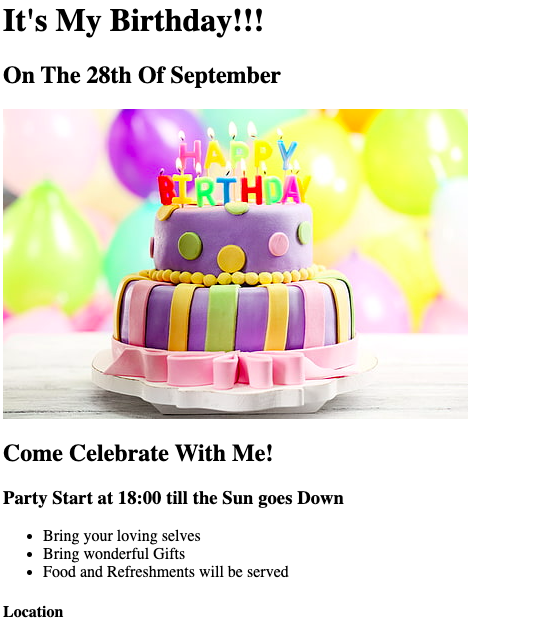 It's My Birthday!!!
On The 28th Of September
HAPPY
BIRTHDAY
Come Celebrate With Me!
Party Start at 18:00 till the Sun goes Down
Bring your loving selves
Bring wonderful Gifts
Food and Refreshments will be served
Location